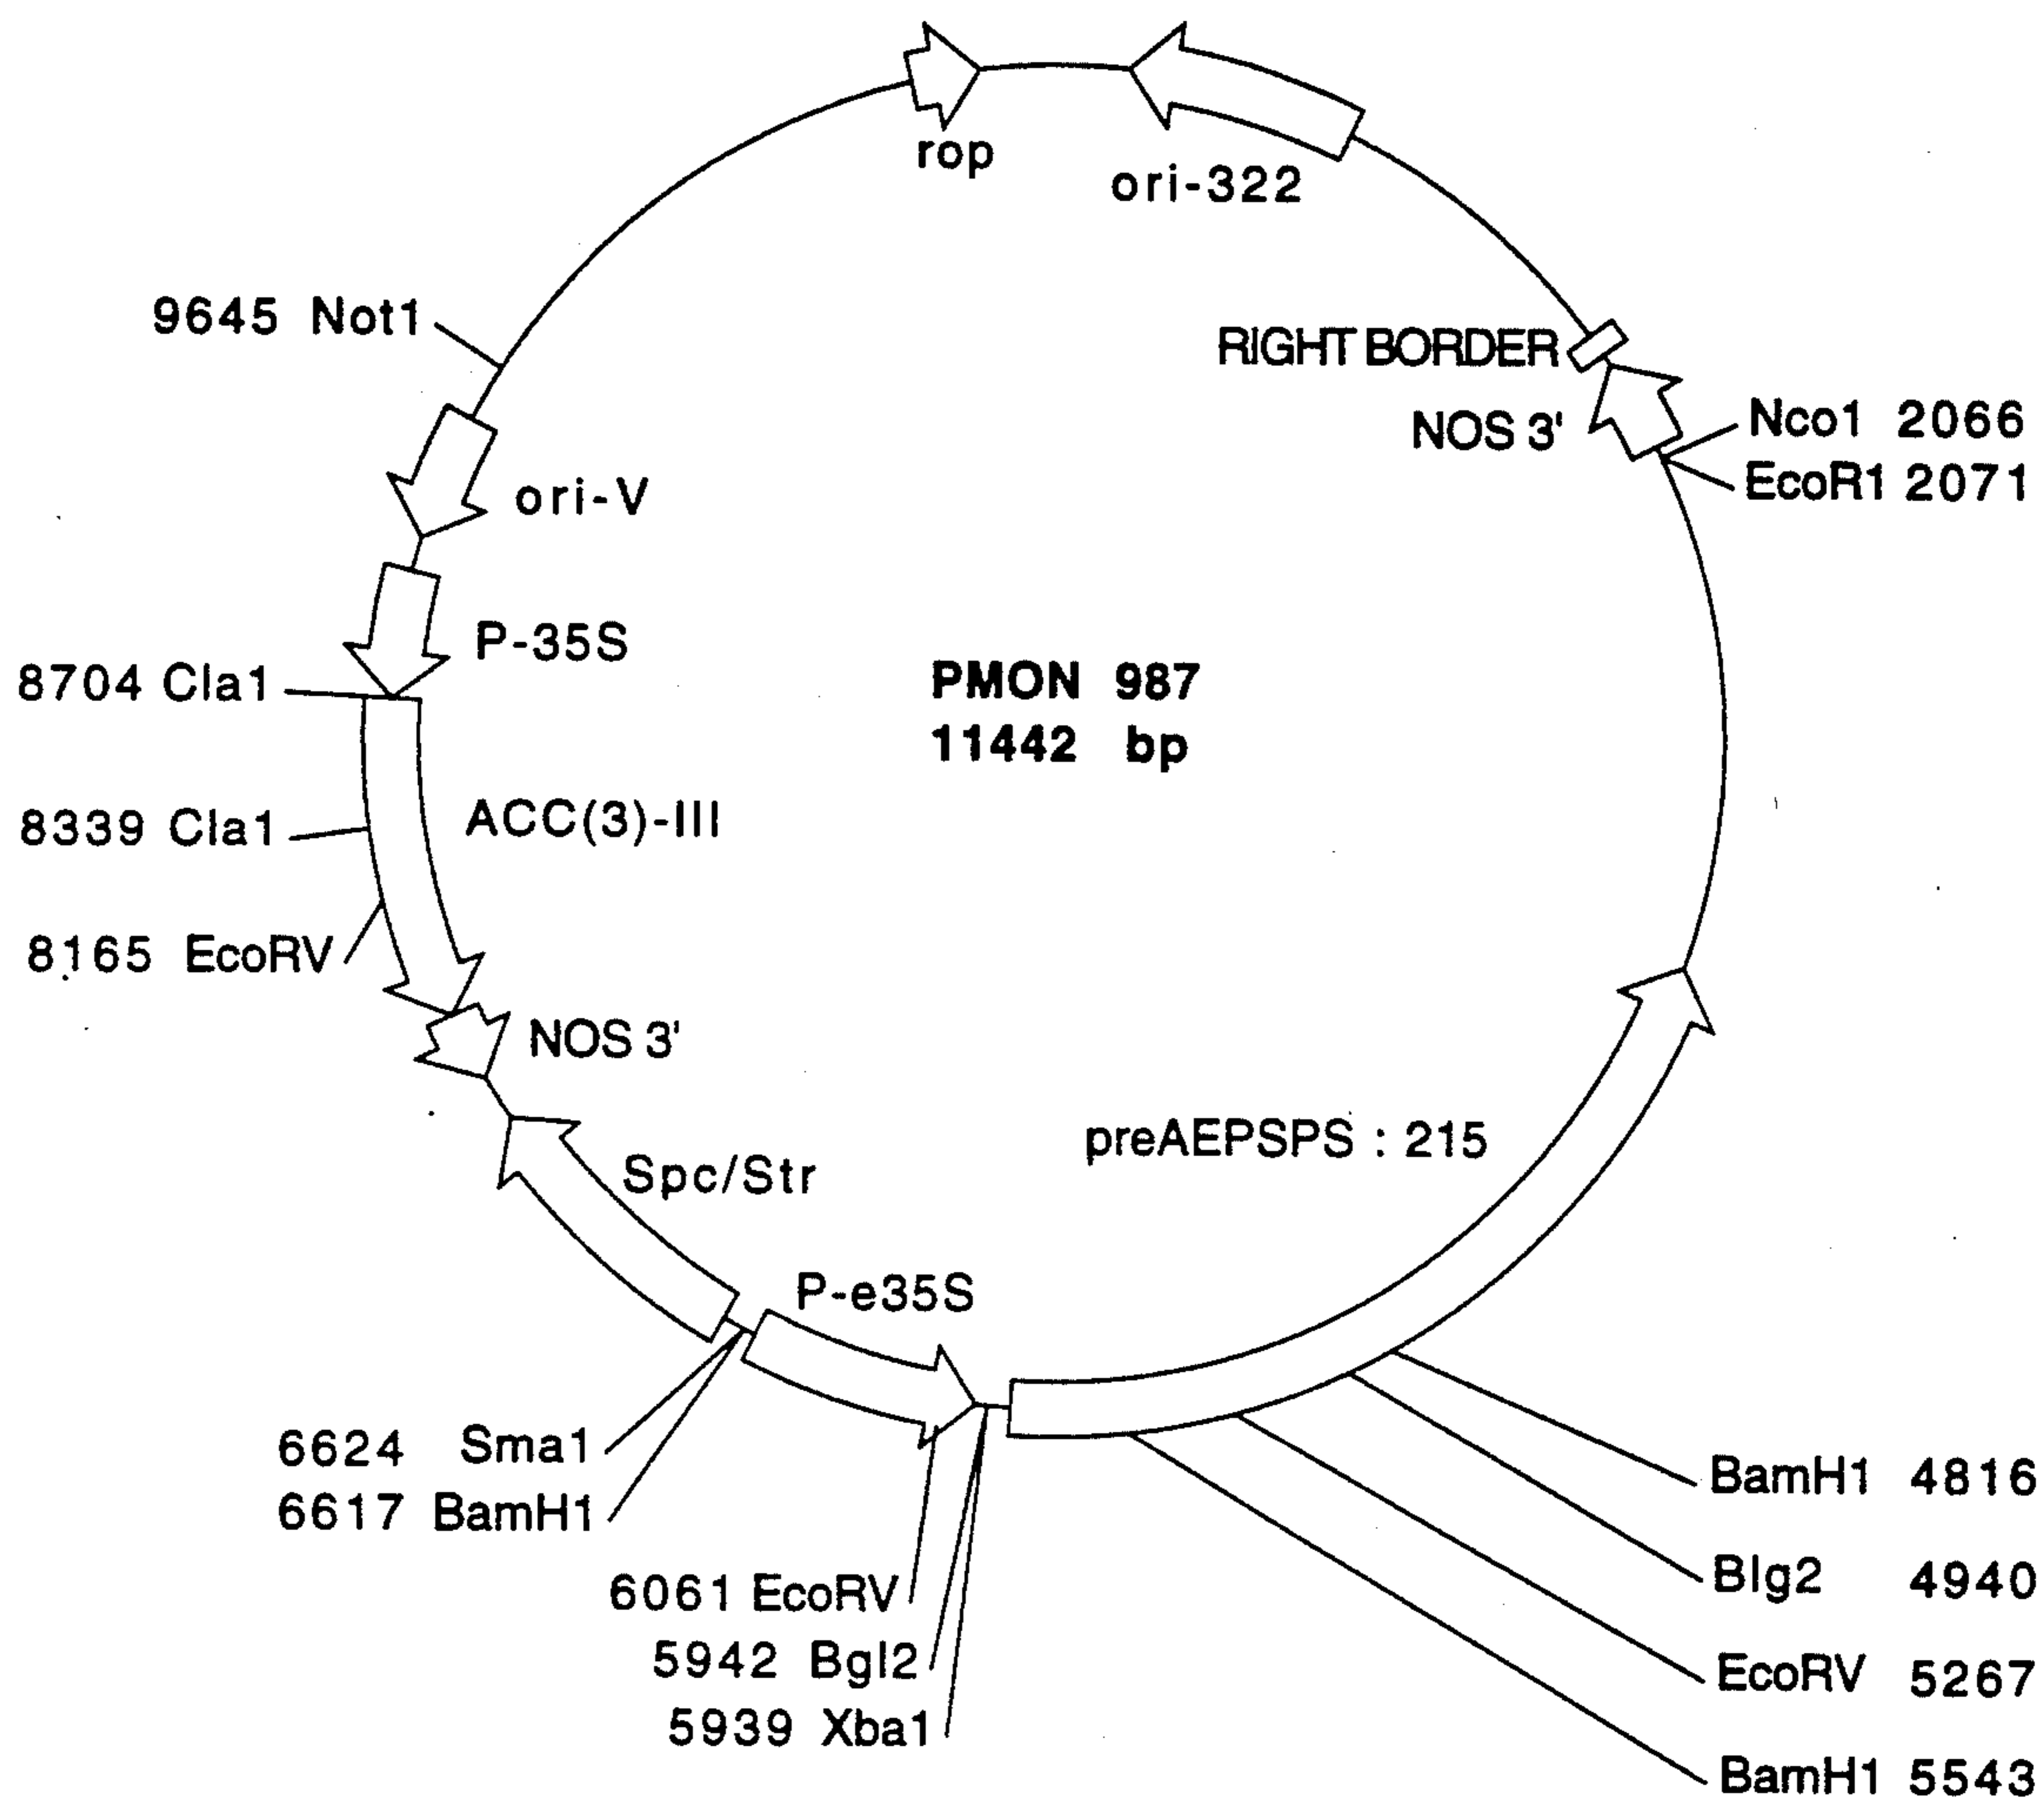 rop
ori-322
9645 Not1
RIGHT BORDER
NOS 3'
Nco1 2066
EcoR1 2071
ori-V
P-35S
8704 Cla1
PMON 987
11442 bp
8339 Cla1
ACC(3)-III
8165 EcoRV
NOS 3'
preAEPSPS : 215
Spc/Str
P-e35S
6624 Sma1
6617 BamH1
6061 EcoRV
5942 Bgl2
5939 Xba1
BamH1 4816
Blg2 4940
EcoRV 5267
BamH1 5543